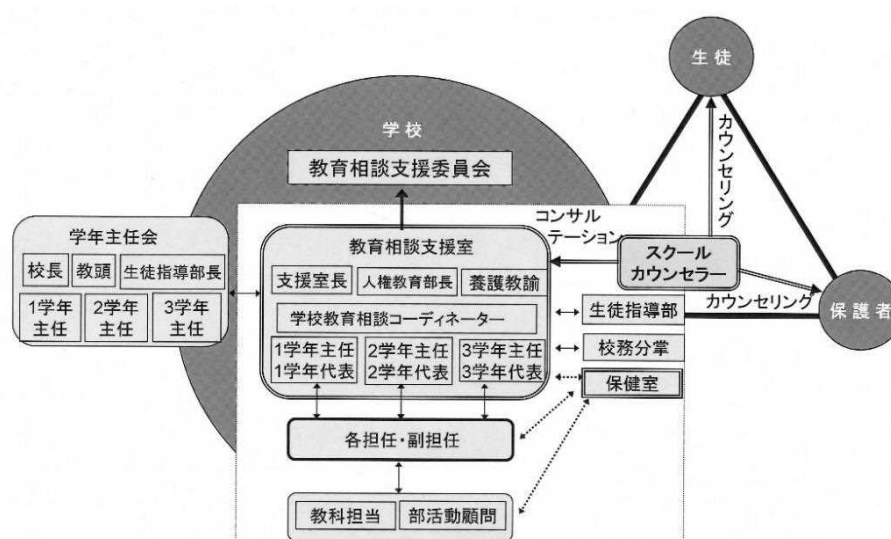 生徒
学校
教育相談支援委員会
カウンセリング
コンサル
テーション
学年主任会
校長 教頭 生徒指導部長
1学年
主任
2学年
主任
3学年
主任
教育相談支援室
支援室長 人権教育部長 養護教諭
学校教育相談コーディネーター
1学年主任
1学年代表
2学年主任
2学年代表
3学年主任
3学年代表
スクール
カウンセラー
カウンセリング
保護者
生徒指導部
校務分掌
保健室
各担任・副担任
教科担当 部活動顧問